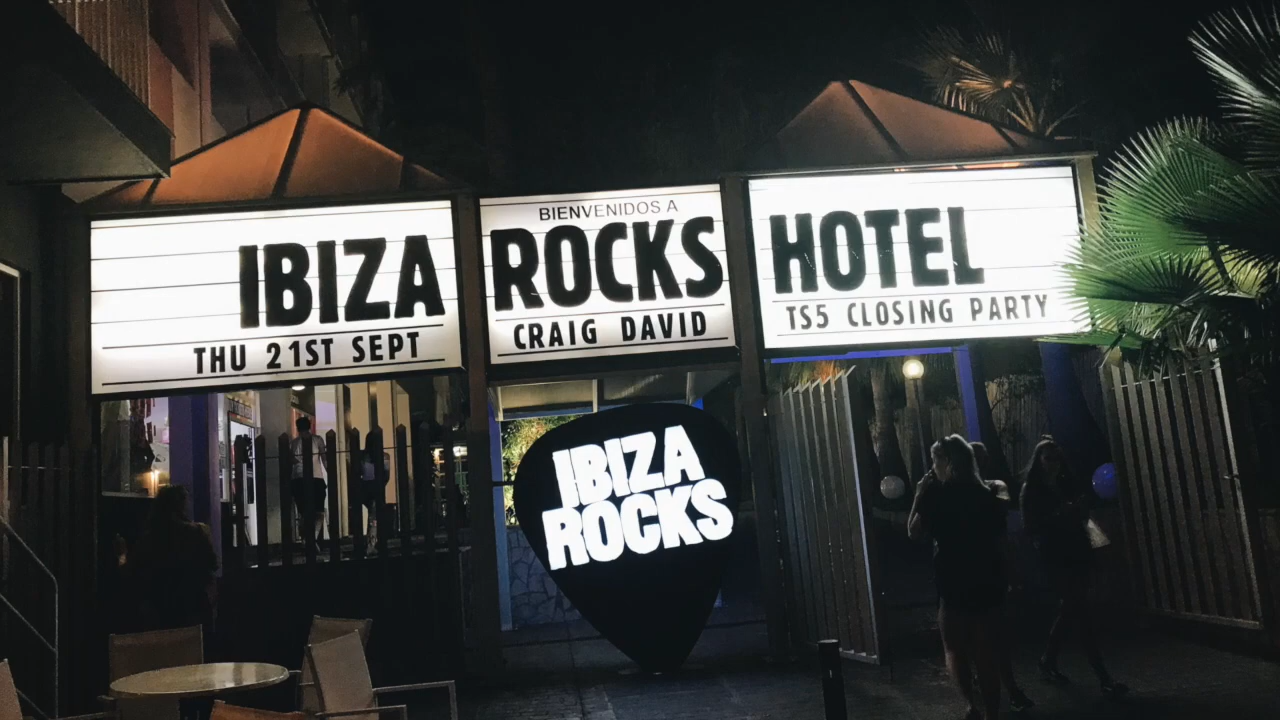 BIENVENIDOS A
IBIZA ROCKS HOTEL
THU 21ST SEPT CRAIG DAVID TS5 CLOSING PARTY
IBIZA
ROCKS